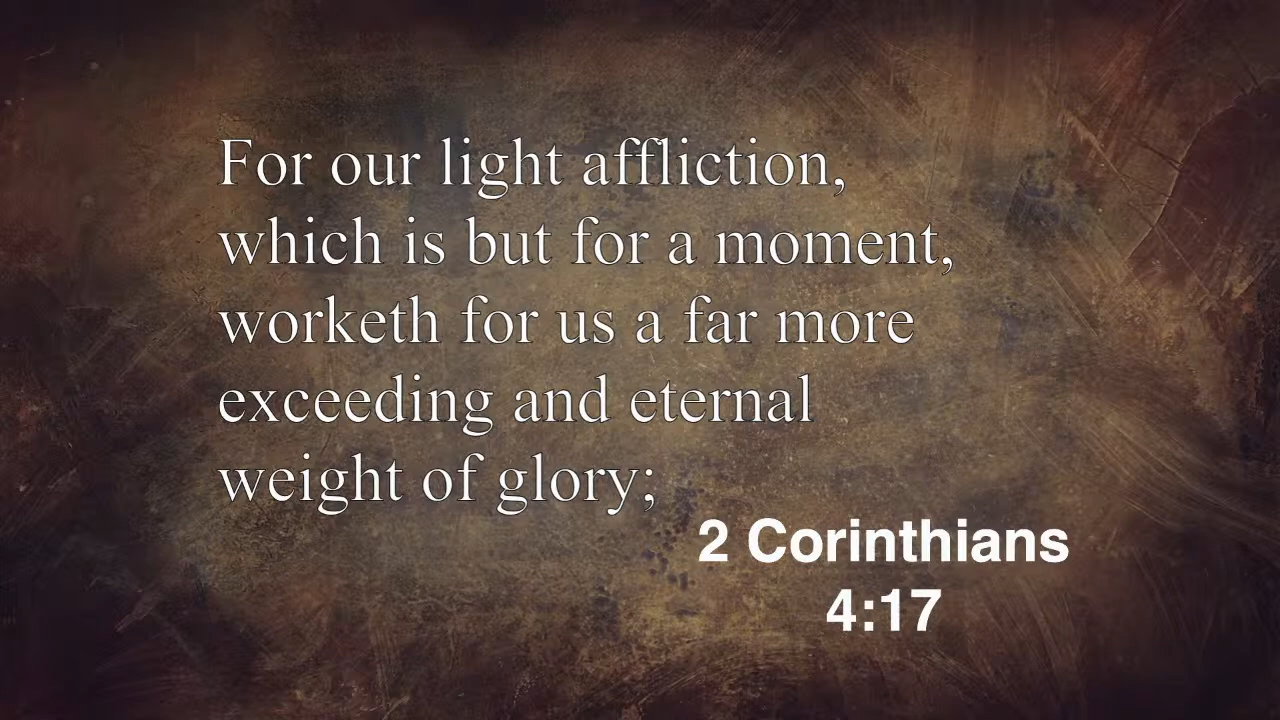 For our light affliction,
which is but for a moment,
worketh for us a far more
exceeding and eternal
weight of glory;
2 Corinthians
4:17